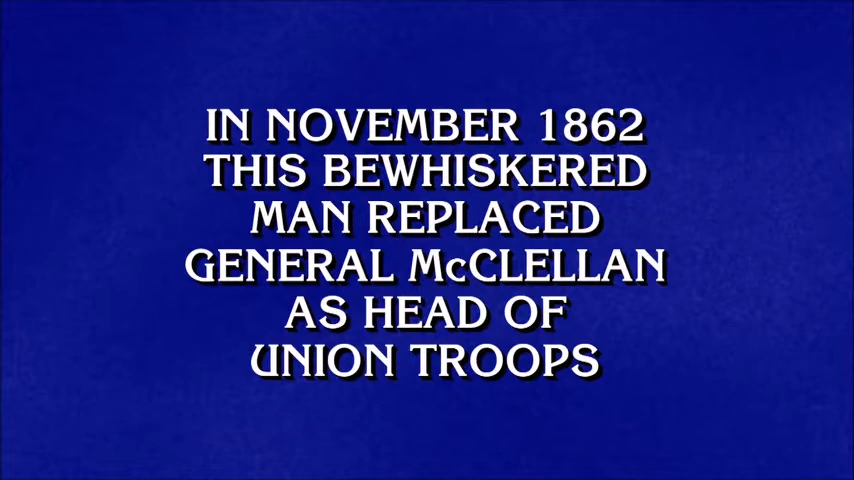 IN NOVEMBER 1862
THIS BEWHISKERED
MAN REPLACED
GENERAL McCLELLAN
AS HEAD OF
UNION TROOPS